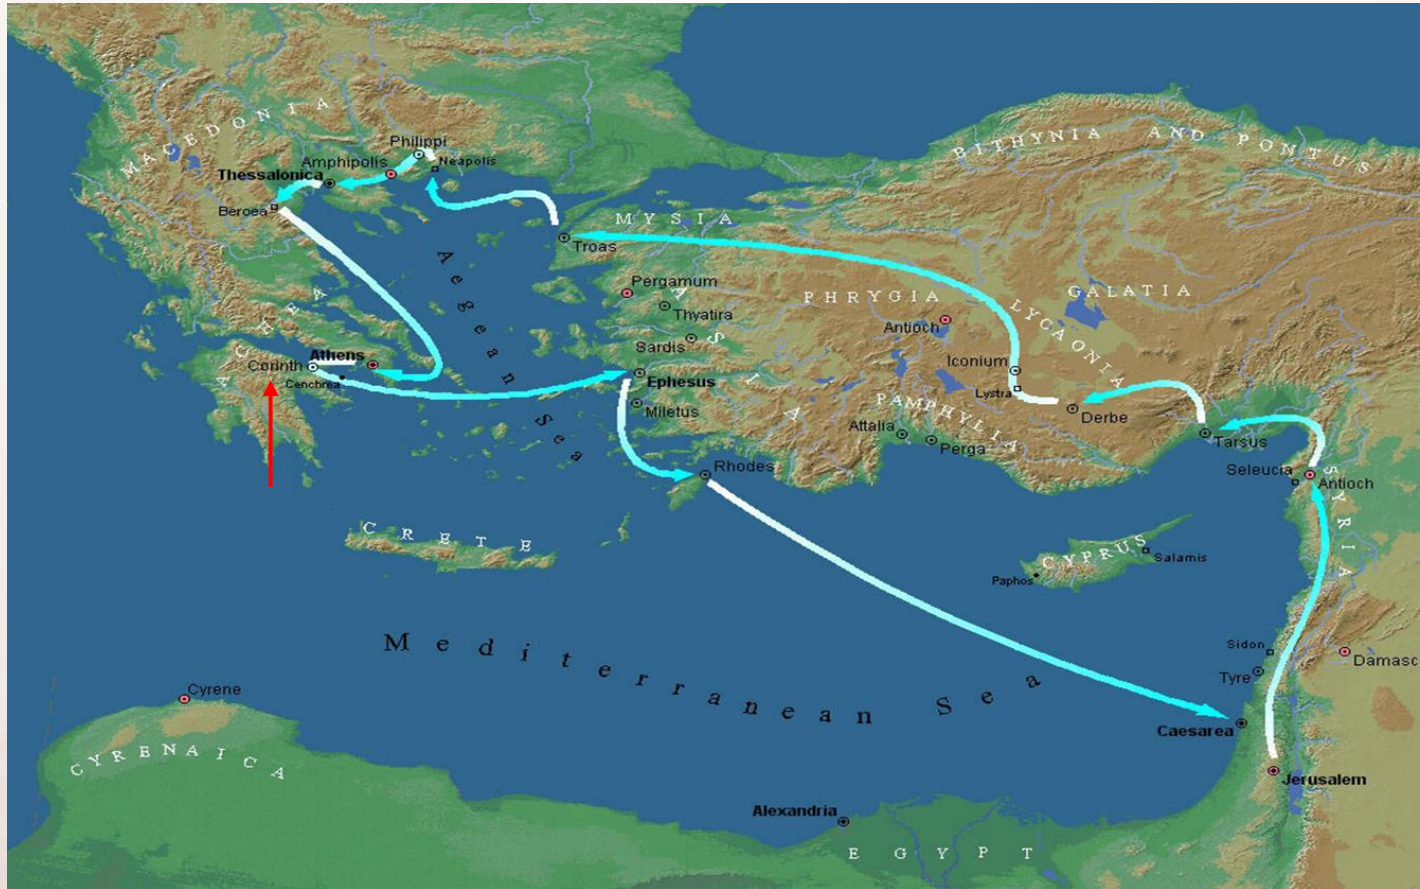 BITHYNIA AND PONTUS
MACEDONIA
Philippi
Amphipolis
Neapolis
Thessalonica
Beroea
MYSIA
Troas
Aegean Sea
Pergamum
Thyatira
Sardis
ASIA
PHRYGIA
GALATIA
LYCAONIA
Antioch
Iconium
Lystra
Derbe
ACHEA
Athens
Corinth
Cenchrea
Ephesus
Miletus
PAMPHYLIA
Attalia
Perga
Tarsus
Rhodes
Seleucia
Antioch
SYRIA
CRETE
CYPRUS
Salamis
Paphos
Sidon
Damasc
Tyre
Mediterranean Sea
Cyrene
CYRENAICA
Caesarea
Jerusalem
Alexandria
EGYPT